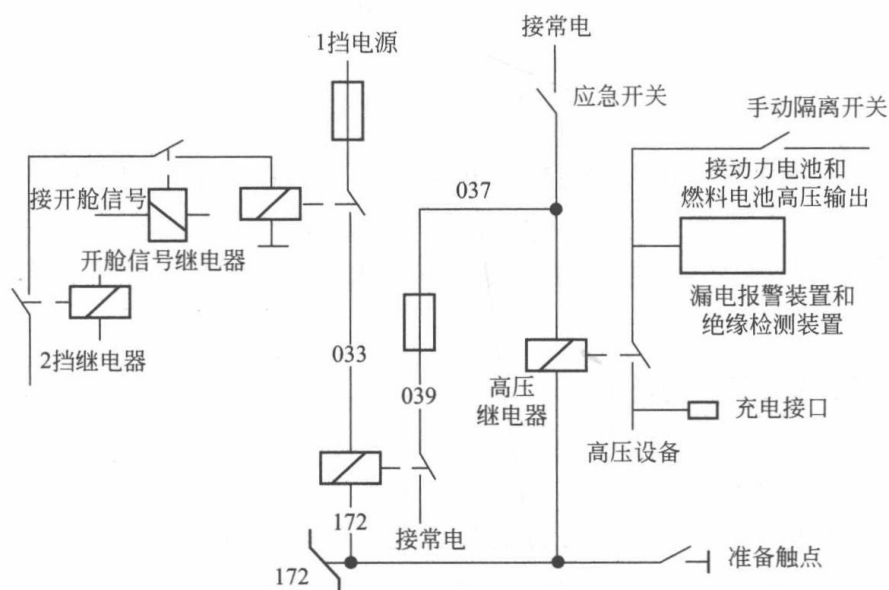 1挡电源
接常电
应急开关
手动隔离开关
接动力电池和
燃料电池高压输出
接开舱信号
开舱信号继电器
037
漏电报警装置和
绝缘检测装置
2挡继电器
033
039
高压
继电器
充电接口
高压设备
172
接常电
172
准备触点